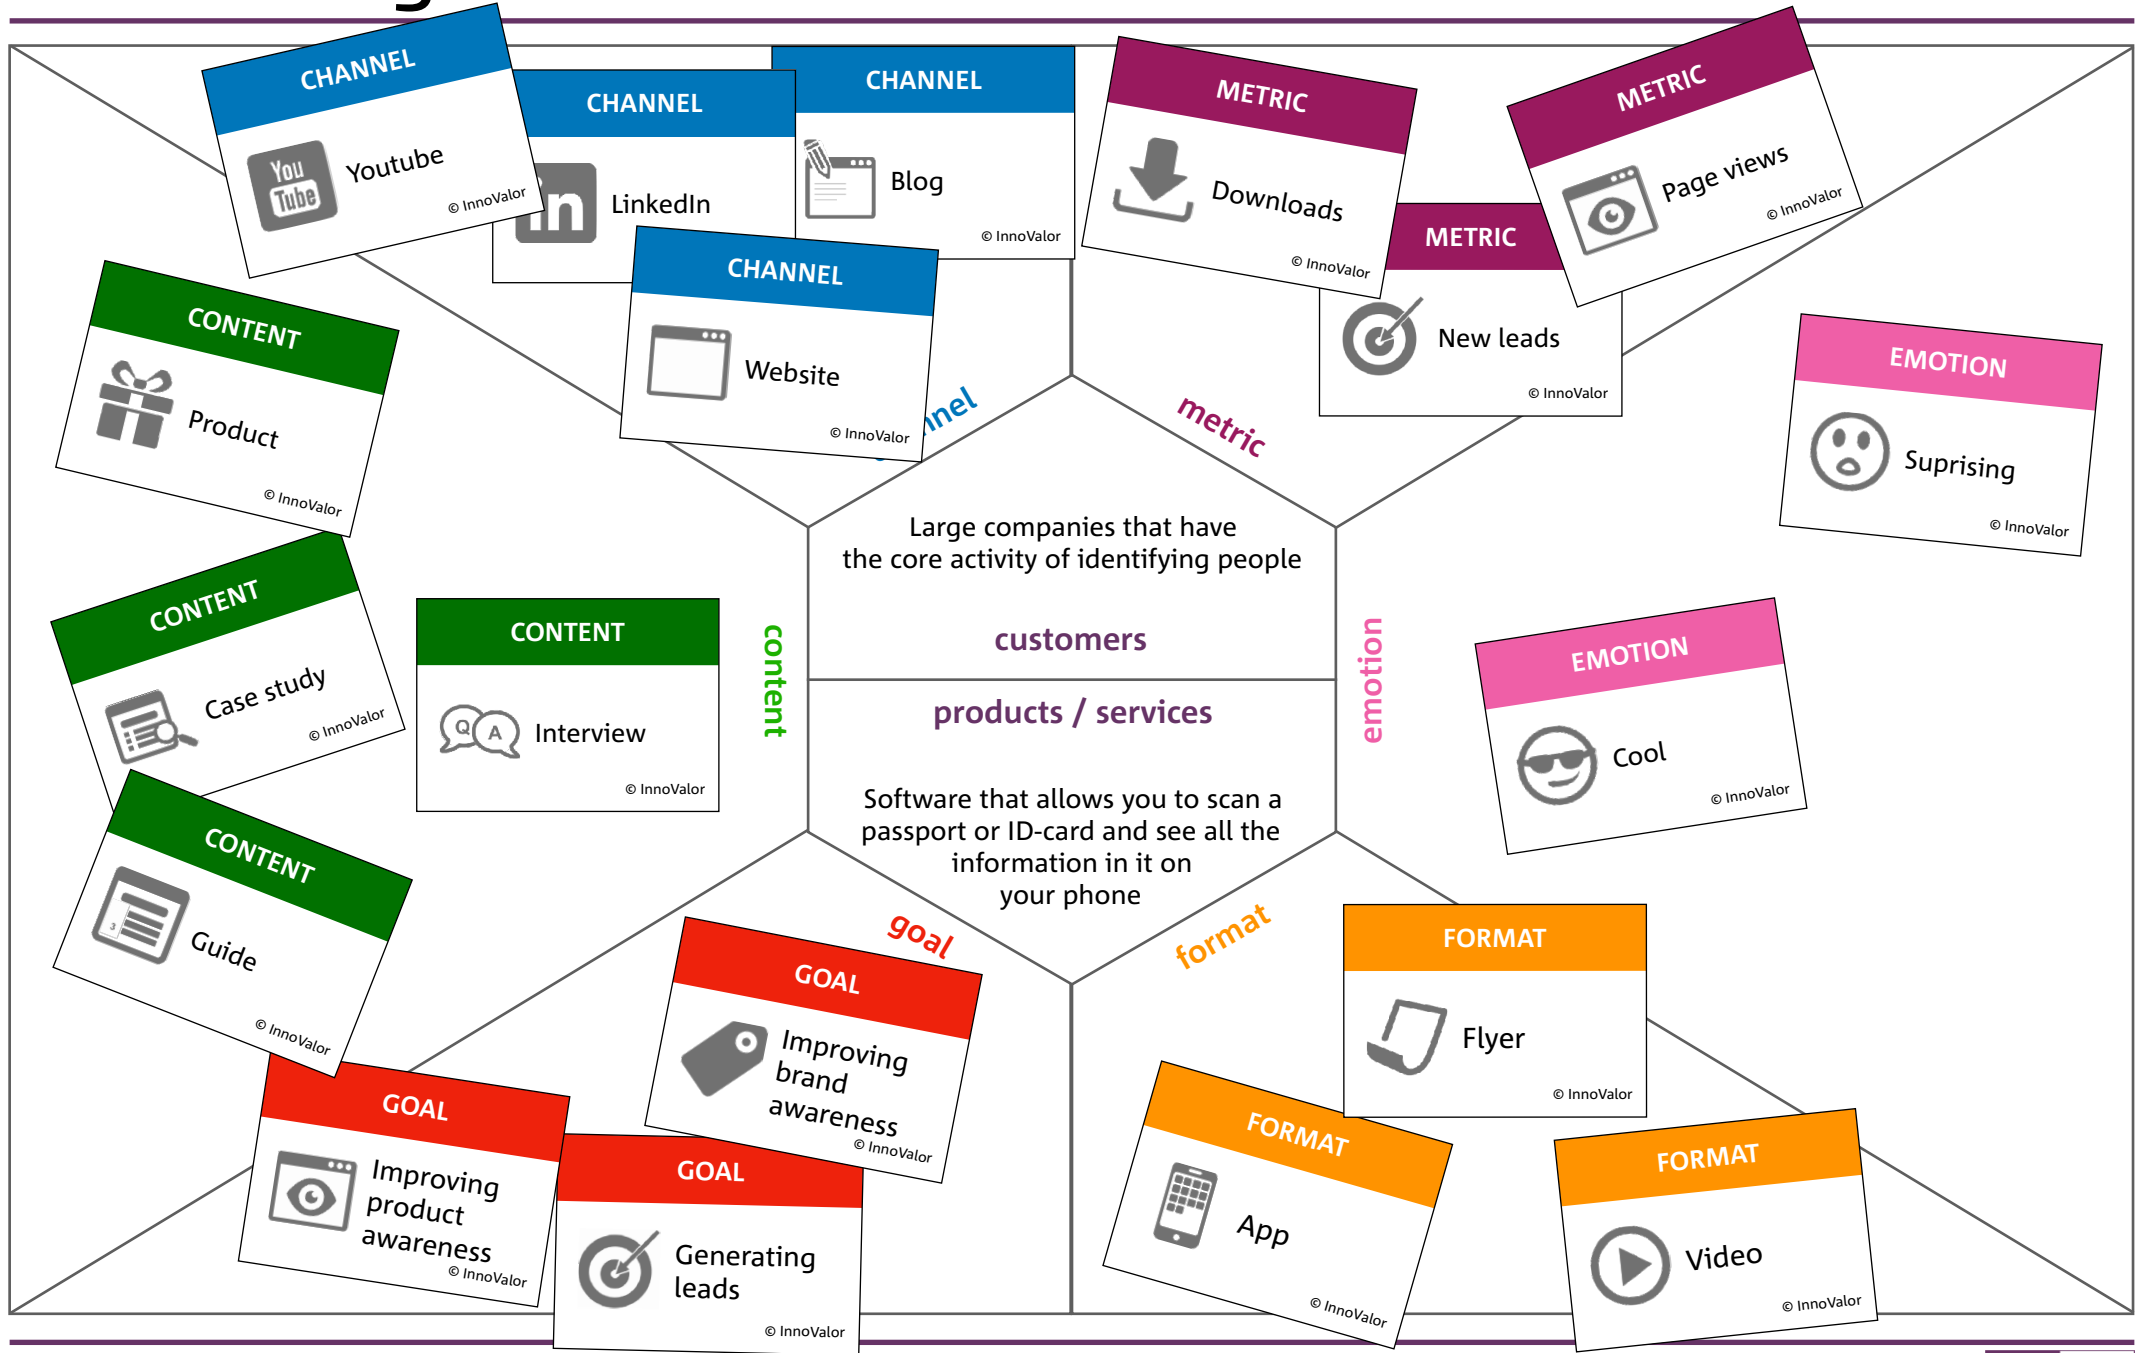 CHANNEL
You
Tube
Youtube
© InnoValor
CHANNEL
in
LinkedIn
CHANNEL
Blog
© InnoValor
CHANNEL
Website
© InnoValor
nnel
METRIC
Downloads
© InnoValor
METRIC
New leads
© InnoValor
METRIC
Page views
© InnoValor
metric
CONTENT
Product
© InnoValor
CONTENT
Case study
© InnoValor
CONTENT
Q A
Interview
© InnoValor
CONTENT
3
Guide
© InnoValor
content
Large companies that have
the core activity of identifying people
customers
products / services
Software that allows you to scan a
passport or ID-card and see all the
information in it on
your phone
emotion
EMOTION
Suprising
© InnoValor
EMOTION
Cool
© InnoValor
goal
GOAL
Improving
brand
awareness
© InnoValor
GOAL
Improving
product
awareness
© InnoValor
GOAL
Generating
leads
© InnoValor
format
FORMAT
Flyer
© InnoValor
FORMAT
App
© InnoValor
FORMAT
Video
© InnoValor